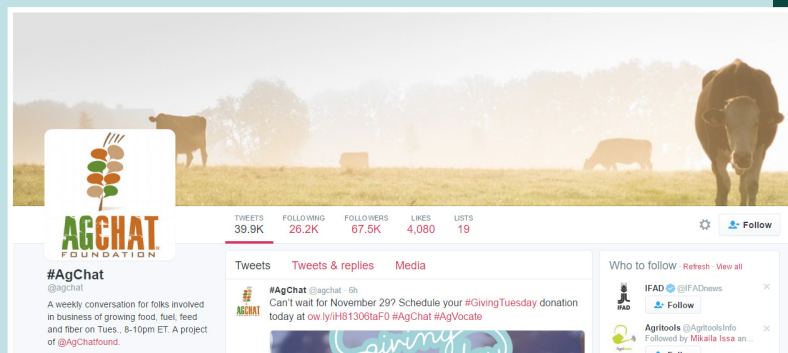 AGCHAT
FOUNDATION
#AgChat
@agchat
A weekly conversation for folks involved
in business of growing food, fuel, feed
and fiber on Tues., 8-10pm ET. A project
of @AgChatfound.
TWEETS FOLLOWING FOLLOWERS LIKES LISTS
39.9K 26.2K 67.5K 4,080 19
Follow
Tweets Tweets & replies Media
AGCHAT
#AgChat @agchat · 6h
Can't wait for November 29? Schedule your #GivingTuesday donation
today at ow.ly/iH81306taF0 #AgChat #AgVocate
giving
Who to follow · Refresh · View all
IFAD
IFAD @IFADnews
Follow
Agritools @AgritoolsInfo
Followed by Mikaila Issa an...